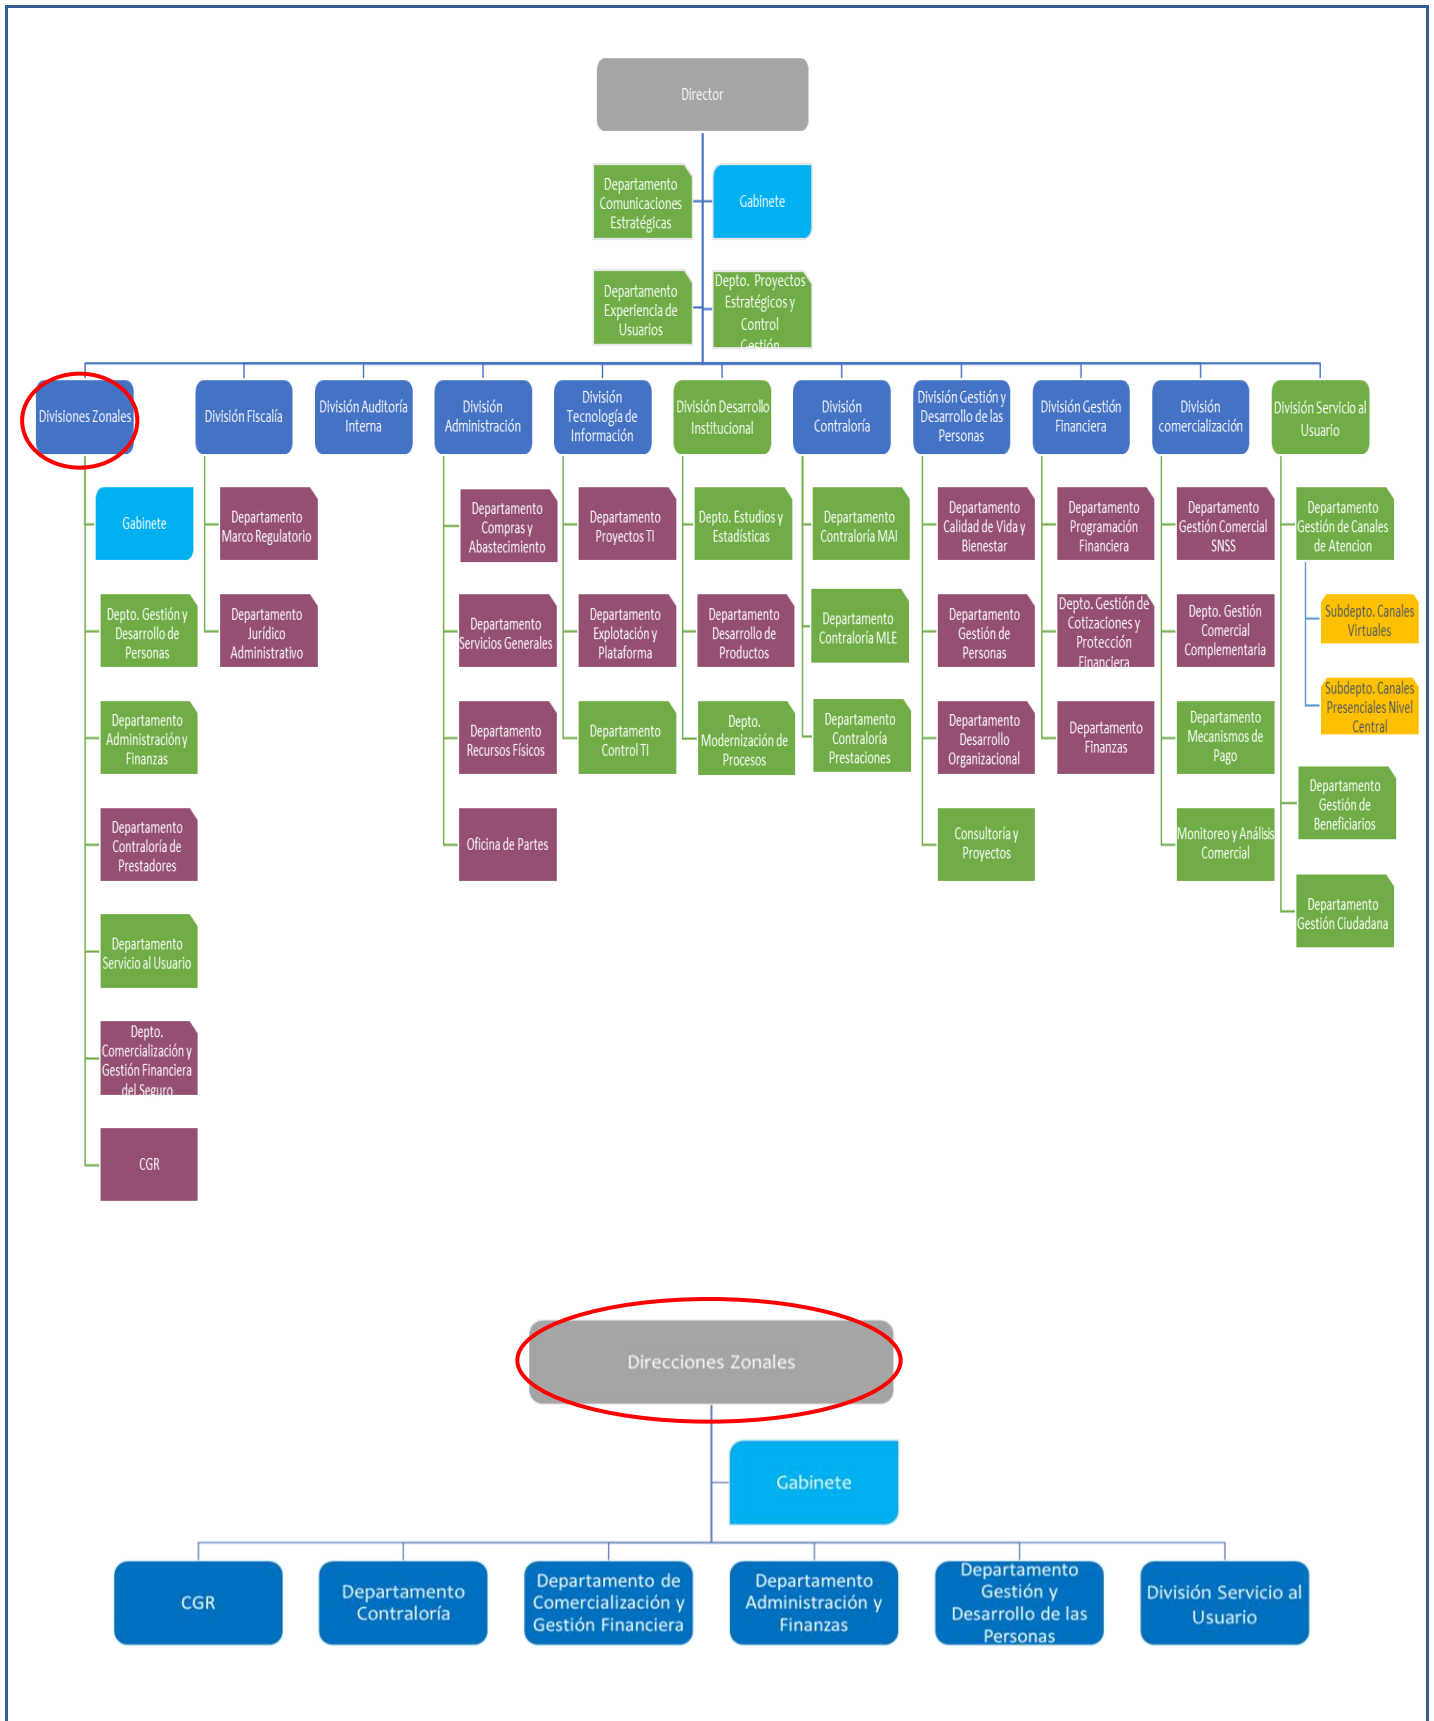 Director
Departamento
Comunicaciones
Estratégicas
Gabinete
Departamento
Experiencia de
Usuarios
Depto. Proyectos
Estratégicos y
Control
Gestión
Divisiones Zonales
División Fiscalía
División Auditoría
Interna
División
Administración
División
Tecnología de
Información
División Desarrollo
Institucional
División
Contraloría
División Gestión y
Desarrollo de las
Personas
División Gestión
Financiera
División
comercialización
División Servicio al
Usuario
Gabinete
Depto. Gestión y
Desarrollo de
Personas
Departamento
Administración y
Finanzas
Departamento
Contraloría de
Prestadores
Departamento
Servicio al Usuario
Depto.
Comercialización y
Gestión Financiera
del Seguro
CGR
Departamento
Marco Regulatorio
Departamento
Jurídico
Administrativo
Departamento
Compras y
Abastecimiento
Departamento
Servicios Generales
Departamento
Recursos Físicos
Oficina de Partes
Departamento
Proyectos TI
Departamento
Explotación y
Plataforma
Departamento
Control TI
Depto. Estudios y
Estadísticas
Departamento
Desarrollo de
Productos
Depto.
Modernización de
Procesos
Departamento
Contraloría MAI
Departamento
Contraloría MLE
Departamento
Contraloría
Prestaciones
Departamento
Calidad de Vida y
Bienestar
Departamento
Gestión de
Personas
Departamento
Desarrollo
Organizacional
Consultoría y
Proyectos
Departamento
Programación
Financiera
Depto. Gestión de
Cotizaciones y
Protección
Financiera
Departamento
Finanzas
Departamento
Gestión Comercial
SNSS
Depto. Gestión
Comercial
Complementaria
Departamento
Mecanismos de
Pago
Monitoreo y Análisis
Comercial
Departamento
Gestión de Canales
de Atencion
Subdepto. Canales
Virtuales
Subdepto. Canales
Presenciales Nivel
Central
Departamento
Gestión de
Beneficiarios
Departamento
Gestión Ciudadana
Direcciones Zonales
Gabinete
CGR
Departamento
Contraloría
Departamento de
Comercialización y
Gestión Financiera
Departamento
Administración y
Finanzas
Departamento
Gestión y
Desarrollo de las
Personas
División Servicio al
Usuario